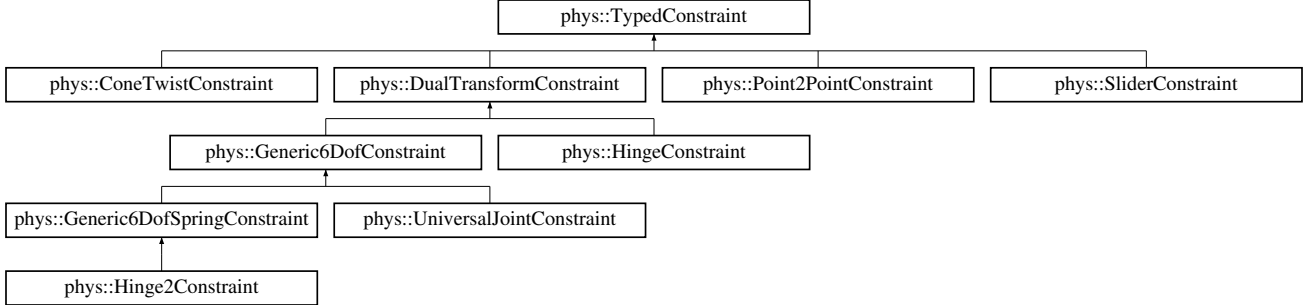 phys::TypedConstraint
phys::ConeTwistConstraint
phys::DualTransformConstraint
phys::Point2PointConstraint
phys::SliderConstraint
phys::Generic6DofConstraint
phys::HingeConstraint
phys::Generic6DofSpringConstraint
phys::UniversalJointConstraint
phys::Hinge2Constraint